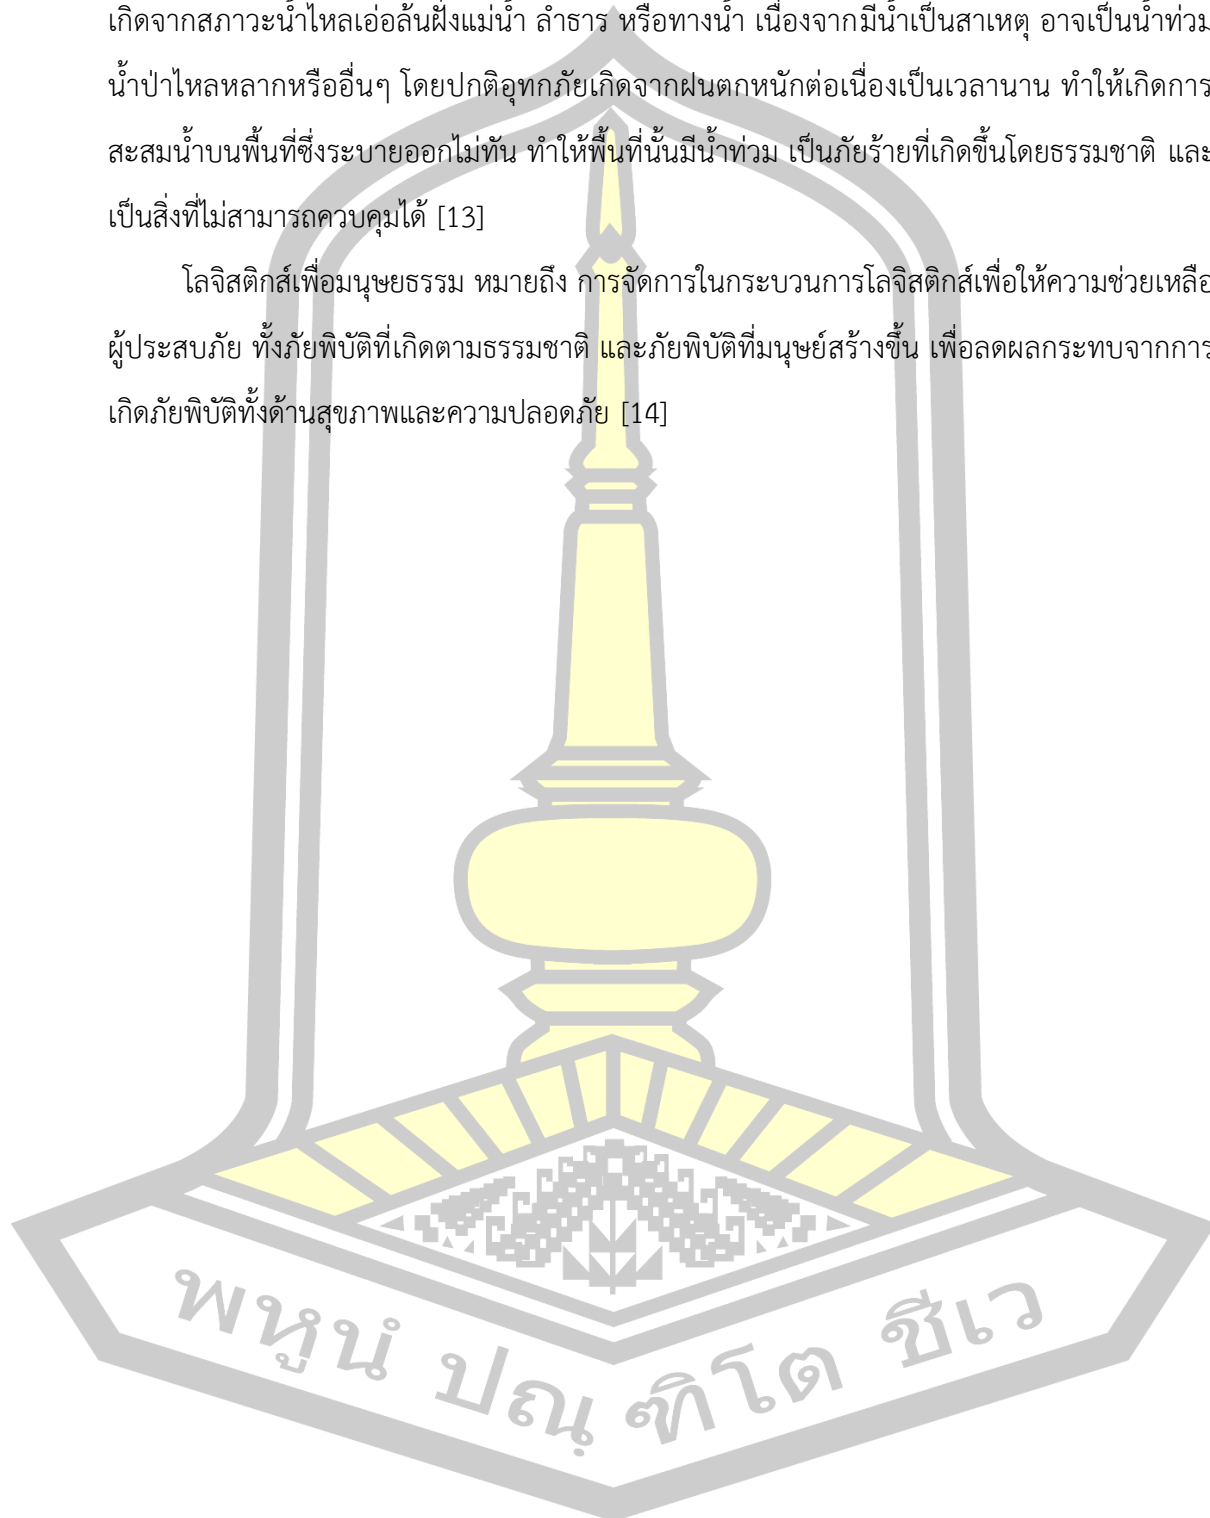 เกิดจากสภาวะน้ำไหลเอ่อล้นฝั่งแม่น้ำ ลำธาร หรือทางน้ำ เนื่องจากมีน้ำเป็นสาเหตุ อาจเป็นน้ำท่วม
น้ำป่าไหลหลากหรืออื่นๆ โดยปกติอุทกภัยเกิดจากฝนตกหนักต่อเนื่องเป็นเวลานาน ทำให้เกิดการ
สะสมน้ำบนพื้นที่ซึ่งระบายออกไม่ทัน ทำให้พื้นที่นั้นมีน้ำท่วม เป็นภัยร้ายที่เกิดขึ้นโดยธรรมชาติ และ
เป็นสิ่งที่ไม่สามารถควบคุมได้ [13]
โลจิสติกส์เพื่อมนุษยธรรม หมายถึง การจัดการในกระบวนการโลจิสติกส์เพื่อให้ความช่วยเหลือ
ผู้ประสบภัย ทั้งภัยพิบัติที่เกิดตามธรรมชาติ และภัยพิบัติที่มนุษย์สร้างขึ้น เพื่อลดผลกระทบจากการ
เกิดภัยพิบัติทั้งด้านสุขภาพและความปลอดภัย [14]
พหูนํ ปณฺฑิโต ชีเว